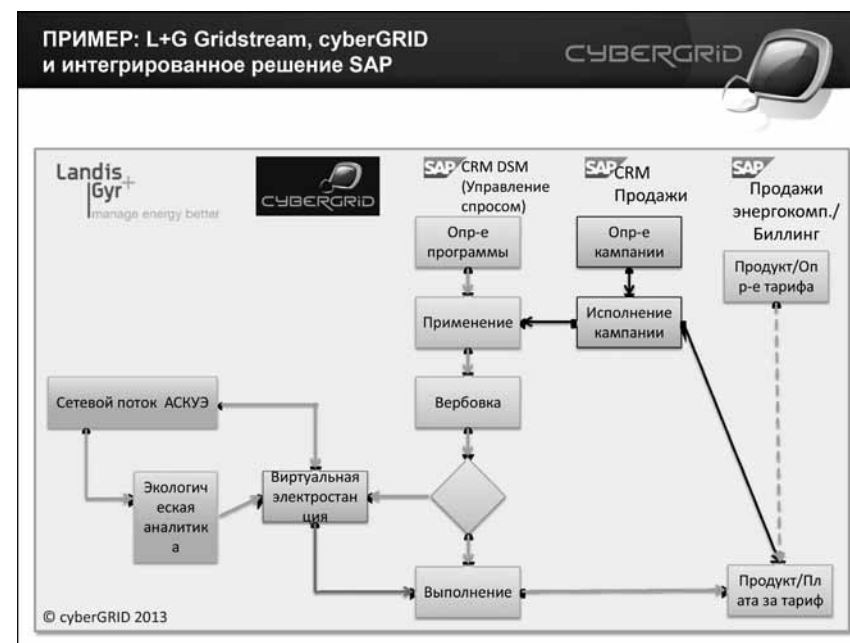 ПРИМЕР: L+G Gridstream, cyberGRID
и интегрированное решение SAP
CYBERGRID
Landis
|Gyr+
manage energy better
CYBERGRID
SAP CRM DSM
(Управление
спросом)
SAP CRM
Продажи
SAP
Продажи
энергокомп./
Биллинг
Опр-е
программы
Опр-е
кампании
Продукт/Оп
р-е тарифа
Применение
Исполнение
кампании
Сетевой поток АСКУЭ
Вербовка
Экологич
еская
аналитик
а
Виртуальная
электростан
ция
Выполнение
Продукт/Пл
ата за тариф
© cyberGRID 2013